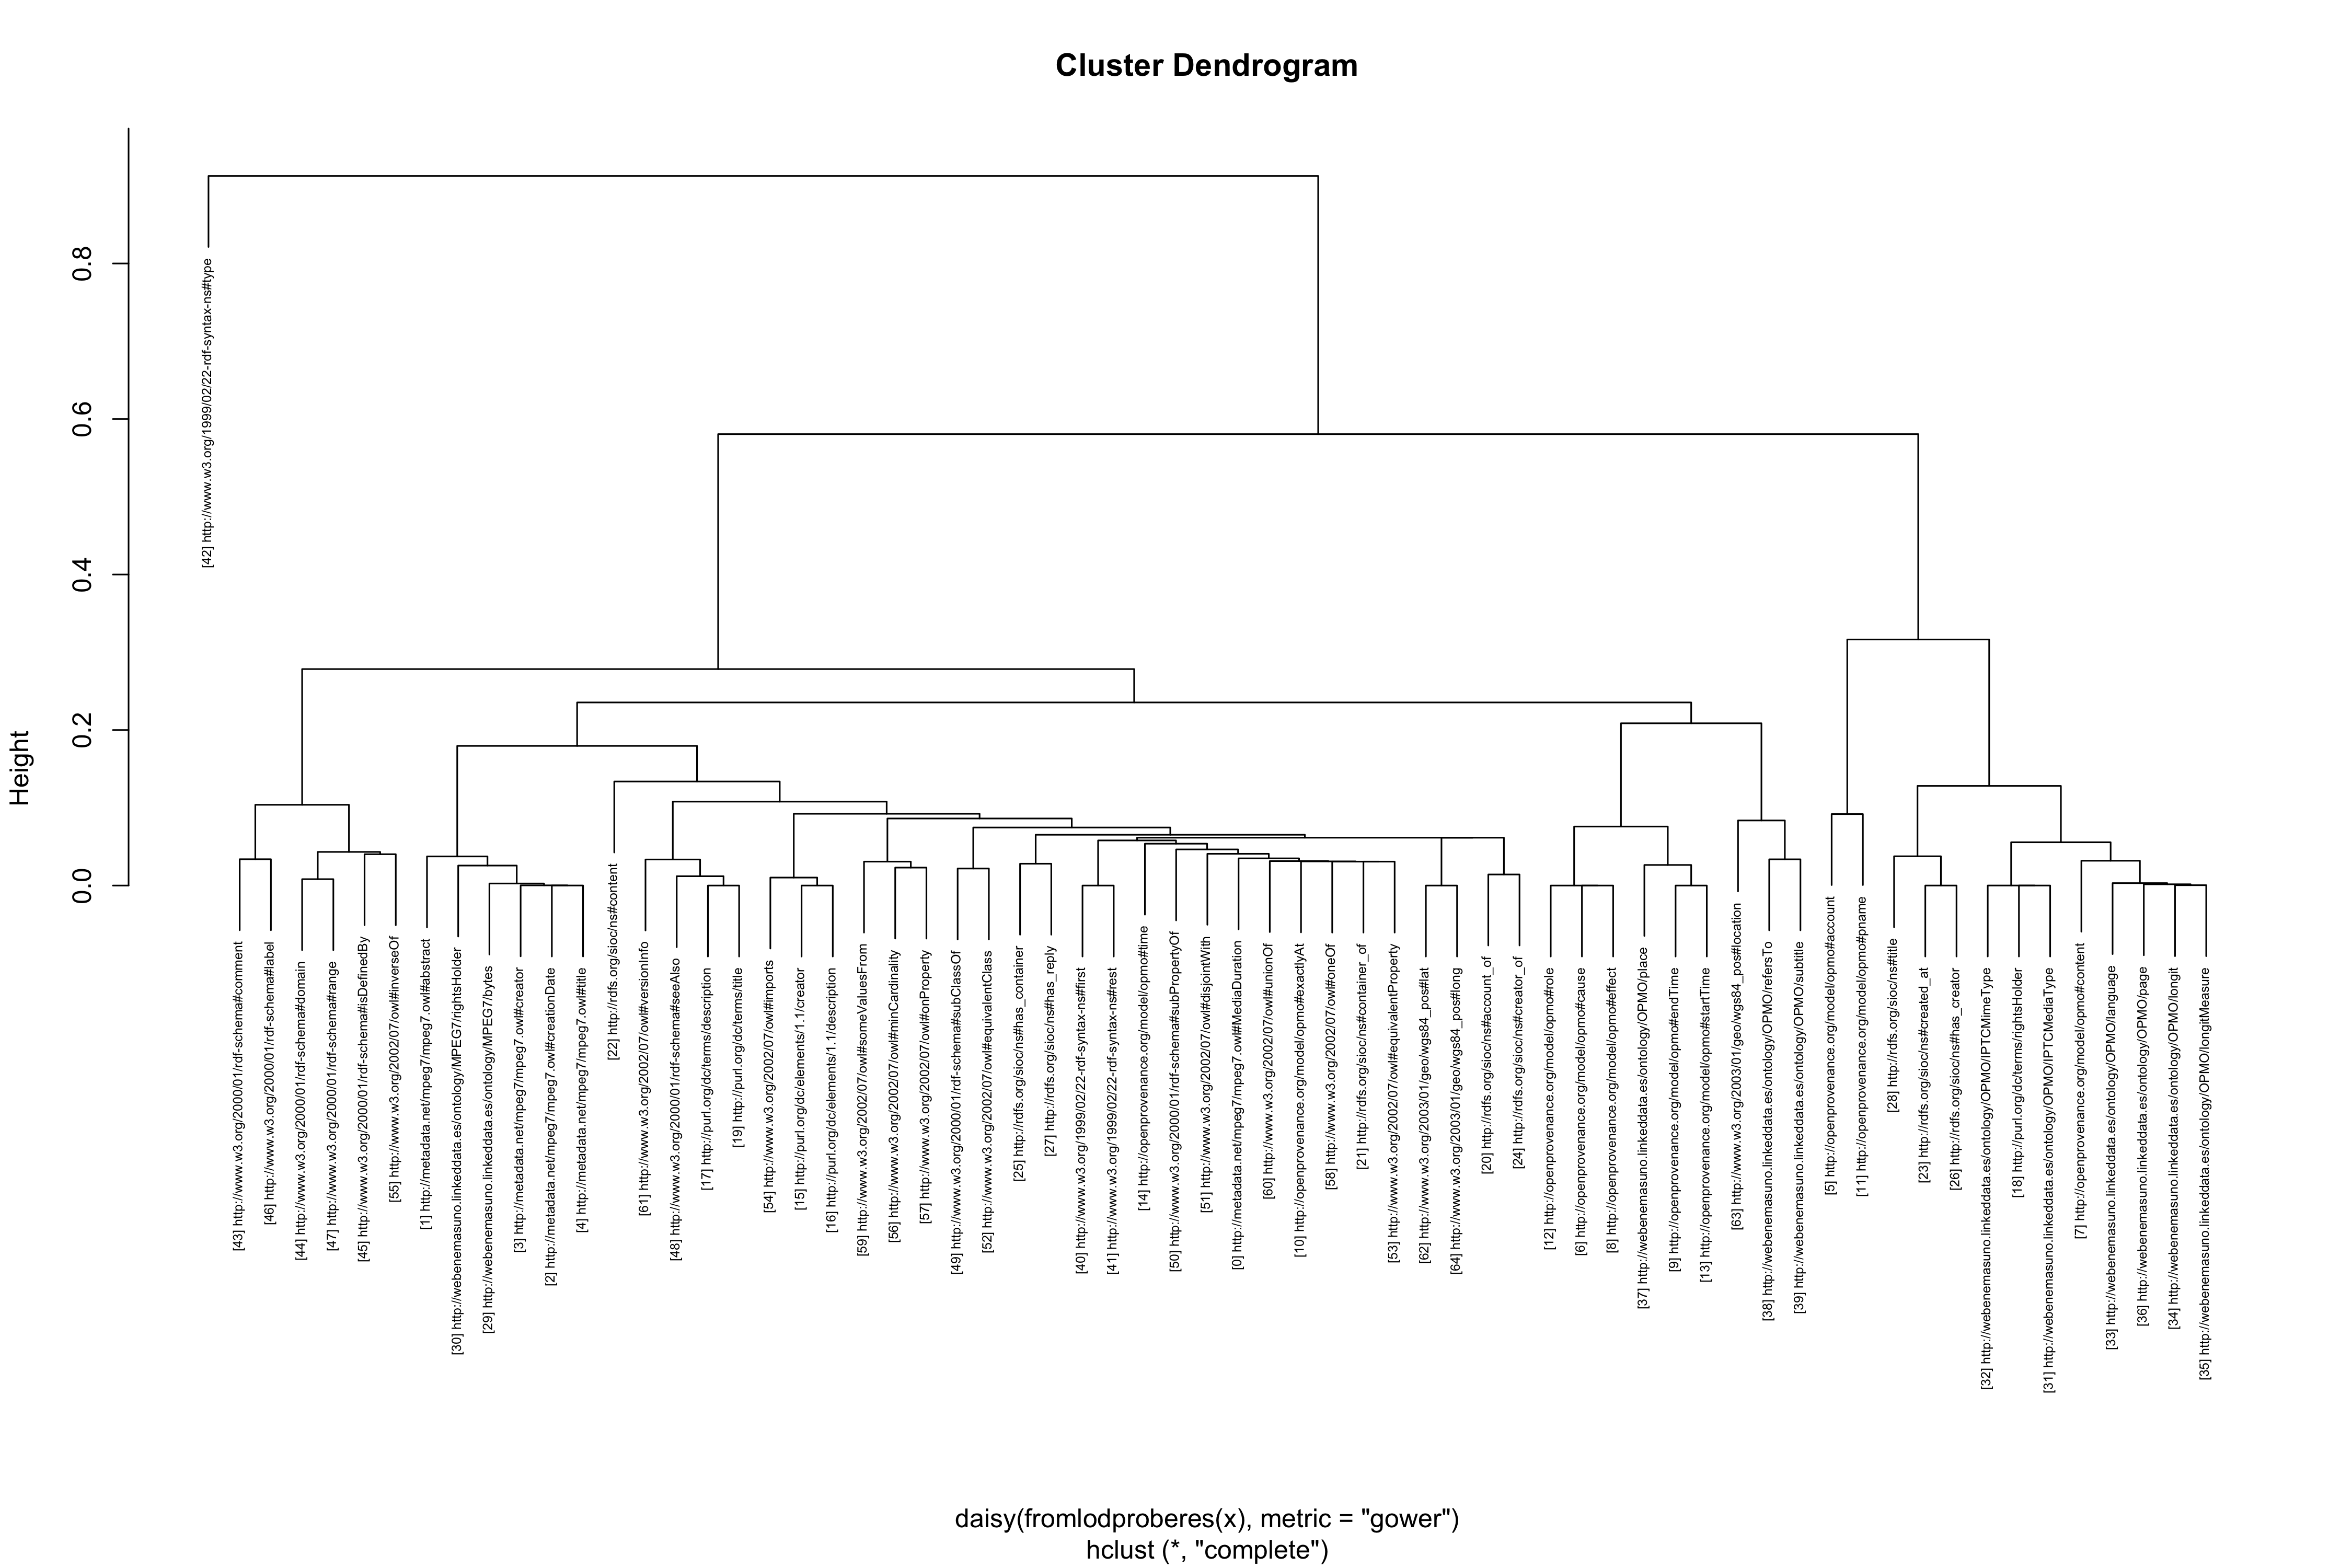 Cluster Dendrogram
Height
0.0
0.2
0.4
0.6
0.8
[42] http://www.w3.org/1999/02/22-rdf-syntax-ns#type
[43] http://www.w3.org/2000/01/rdf-schema#comment
[46] http://www.w3.org/2000/01/rdf-schema#label
[44] http://www.w3.org/2000/01/rdf-schema#domain
[47] http://www.w3.org/2000/01/rdf-schema#range
[45] http://www.w3.org/2000/01/rdf-schema#isDefinedBy
[55] http://www.w3.org/2002/07/owl#inverseOf
[1] http://metadata.net/mpeg7/mpeg7.owl#abstract
[30] http://webenemasuno.linkeddata.es/ontology/MPEG7/rightsHolder
[29] http://webenemasuno.linkeddata.es/ontology/MPEG7/bytes
[3] http://metadata.net/mpeg7/mpeg7.owl#creator
[2] http://metadata.net/mpeg7/mpeg7.owl#creationDate
[4] http://metadata.net/mpeg7/mpeg7.owl#title
[22] http://rdfs.org/sioc/ns#content
[61] http://www.w3.org/2002/07/owl#versionInfo
[48] http://www.w3.org/2000/01/rdf-schema#seeAlso
[17] http://purl.org/dc/terms/description
[19] http://purl.org/dc/terms/title
[54] http://www.w3.org/2002/07/owl#imports
[15] http://purl.org/dc/elements/1.1/creator
[16] http://purl.org/dc/elements/1.1/description
[59] http://www.w3.org/2002/07/owl#someValuesFrom
[56] http://www.w3.org/2002/07/owl#minCardinality
[57] http://www.w3.org/2002/07/owl#onProperty
[49] http://www.w3.org/2000/01/rdf-schema#subClassOf
[52] http://www.w3.org/2002/07/owl#equivalentClass
[25] http://rdfs.org/sioc/ns#has_container
[27] http://rdfs.org/sioc/ns#has_reply
[40] http://www.w3.org/1999/02/22-rdf-syntax-ns#first
[41] http://www.w3.org/1999/02/22-rdf-syntax-ns#rest
[14] http://openprovenance.org/model/opmo#time
[50] http://www.w3.org/2000/01/rdf-schema#subPropertyOf
[51] http://www.w3.org/2002/07/owl#disjointWith
[0] http://metadata.net/mpeg7/mpeg7.owl#MediaDuration
[60] http://www.w3.org/2002/07/owl#unionOf
[10] http://openprovenance.org/model/opmo#exactlyAt
[58] http://www.w3.org/2002/07/owl#oneOf
[21] http://rdfs.org/sioc/ns#container_of
[53] http://www.w3.org/2002/07/owl#equivalentProperty
[62] http://www.w3.org/2003/01/geo/wgs84_pos#lat
[64] http://www.w3.org/2003/01/geo/wgs84_pos#long
[20] http://rdfs.org/sioc/ns#account_of
[24] http://rdfs.org/sioc/ns#creator_of
[12] http://openprovenance.org/model/opmo#role
[6] http://openprovenance.org/model/opmo#cause
[8] http://openprovenance.org/model/opmo#effect
[37] http://webenemasuno.linkeddata.es/ontology/OPMO/place
[9] http://openprovenance.org/model/opmo#endTime
[13] http://openprovenance.org/model/opmo#startTime
[63] http://www.w3.org/2003/01/geo/wgs84_pos#location
[38] http://webenemasuno.linkeddata.es/ontology/OPMO/refersTo
[39] http://webenemasuno.linkeddata.es/ontology/OPMO/subtitle
[5] http://openprovenance.org/model/opmo#account
[11] http://openprovenance.org/model/opmo#pname
[28] http://rdfs.org/sioc/ns#title
[23] http://rdfs.org/sioc/ns#created_at
[26] http://rdfs.org/sioc/ns#has_creator
[32] http://webenemasuno.linkeddata.es/ontology/OPMO/IPTCMimeType
[18] http://purl.org/dc/terms/rightsHolder
[31] http://webenemasuno.linkeddata.es/ontology/OPMO/IPTCMediaType
[7] http://openprovenance.org/model/opmo#content
[33] http://webenemasuno.linkeddata.es/ontology/OPMO/language
[36] http://webenemasuno.linkeddata.es/ontology/OPMO/page
[34] http://webenemasuno.linkeddata.es/ontology/OPMO/longit
[35] http://webenemasuno.linkeddata.es/ontology/OPMO/longitMeasure
daisy(fromlodproberes(x), metric = "gower")
hclust (*, "complete")